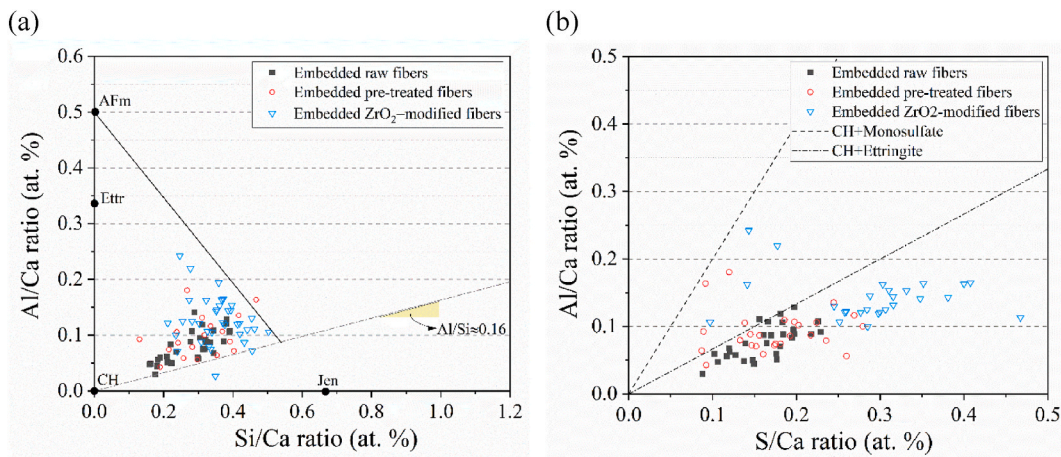 (a)
0.6
0.5
0.4
0.3
0.2
0.1
0.0
Al/Ca ratio (at. %)
AFm
Ettr
CH
Jen
Embedded raw fibers
Embedded pre-treated fibers
Embedded ZrO₂−modified fibers
Al/Si≈0.16
0.0 0.2 0.4 0.6 0.8 1.0 1.2
Si/Ca ratio (at. %)
(b)
0.5
0.4
0.3
0.2
0.1
0.0
Al/Ca ratio (at. %)
Embedded raw fibers
Embedded pre-treated fibers
Embedded ZrO2-modified fibers
CH+Monosulfate
CH+Ettringite
0.0 0.1 0.2 0.3 0.4 0.5
S/Ca ratio (at. %)